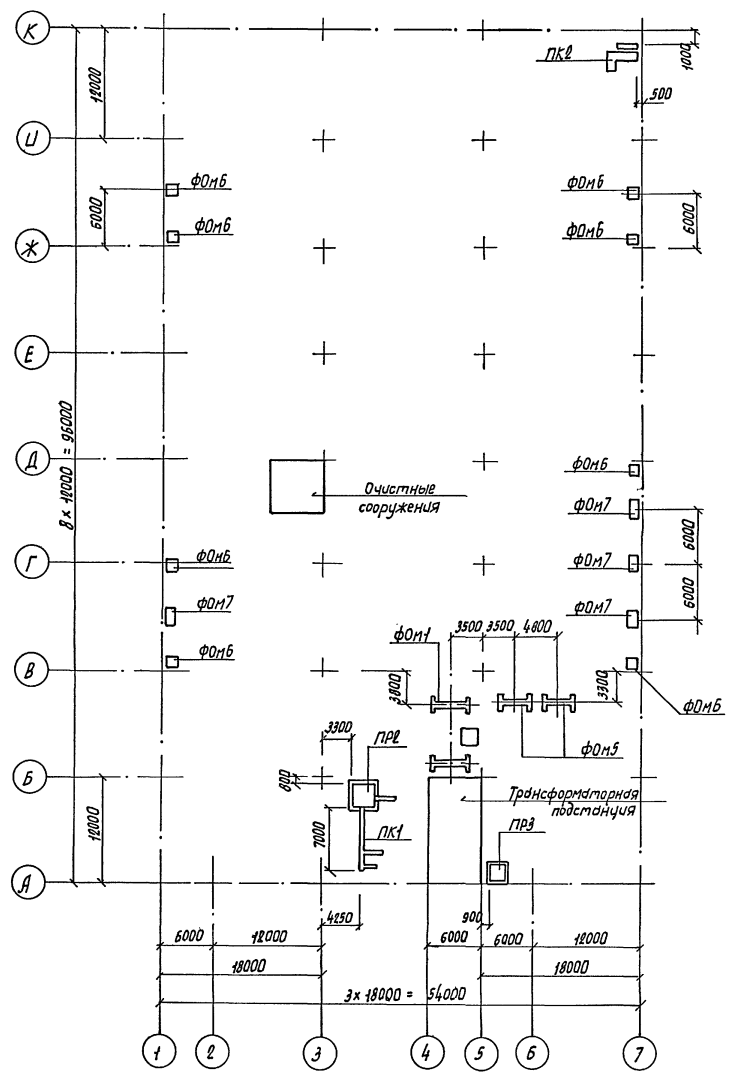 К
ПК2
1000
12000
500
И
ФОм6
ФОм6
6000
6000
ФОм6
ФОм6
Ж
Е
8 × 12000 = 96000
Д
ФОм6
Очистные
сооружения
ФОм7
6000
Г
ФОм6
ФОм7
6000
ФОм7
ФОм7
ФОм1
3500
3500
4800
ФОм6
В
3800
3300
ФОм6
3300
ПР2
ФОм5
Б
800
Трансформаторная
подстанция
12000
7000
ПК1
ПР3
А
4250
900
6000
12000
6000
6000
12000
18000
18000
3 × 18000 = 54000
1
2
3
4
5
6
7